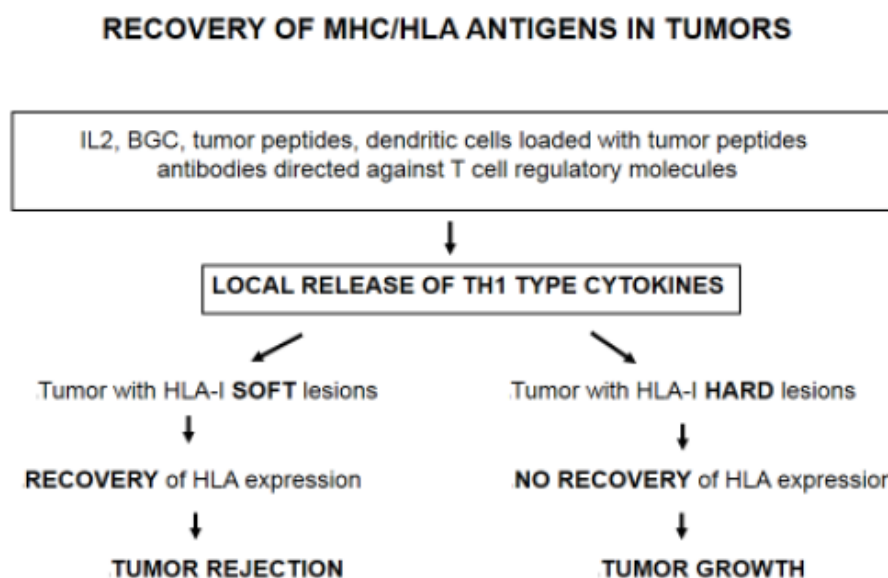 RECOVERY OF MHC/HLA ANTIGENS IN TUMORS
IL2, BGC, tumor peptides, dendritic cells loaded with tumor peptides
antibodies directed against T cell regulatory molecules
LOCAL RELEASE OF TH1 TYPE CYTOKINES
.Tumor with HLA-I SOFT lesions
.Tumor with HLA-I HARD lesions
.RECOVERY of HLA expression
.NO RECOVERY of HLA expression
.TUMOR REJECTION
.TUMOR GROWTH